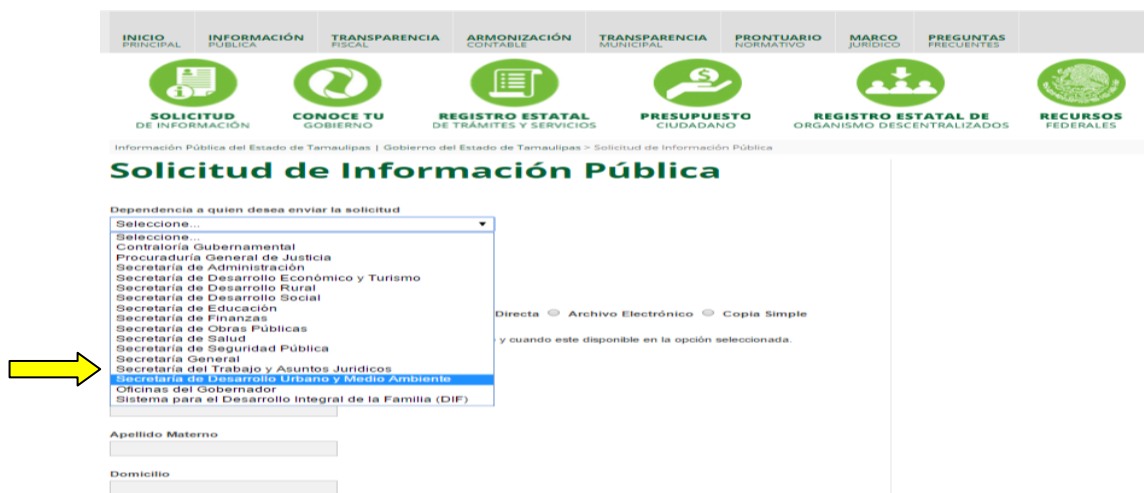 INICIO
PRINCIPAL
INFORMACIÓN
PÚBLICA
TRANSPARENCIA
FISCAL
ARMONIZACIÓN
CONTABLE
TRANSPARENCIA
MUNICIPAL
PRONTUARIO
NORMATIVO
MARCO
JURÍDICO
PREGUNTAS
FRECUENTES
SOLICITUD
DE INFORMACIÓN
CONOCE TU
GOBIERNO
REGISTRO ESTATAL
DE TRÁMITES Y SERVICIOS
PRESUPUESTO
CIUDADANO
REGISTRO ESTATAL DE
ORGANISMO DESCENTRALIZADOS
RECURSOS
FEDERALES
Información Pública del Estado de Tamaulipas | Gobierno del Estado de Tamaulipas > Solicitud de Información Pública
Solicitud de Información Pública
Dependencia a quien desea enviar la solicitud
Seleccione...
Seleccione...
Contraloría Gubernamental
Procuraduría General de Justicia
Secretaría de Administración
Secretaría de Desarrollo Económico y Turismo
Secretaría de Desarrollo Rural
Secretaría de Desarrollo Social
Secretaría de Educación
Secretaría de Finanzas
Directa Archivo Electrónico Copia Simple
Secretaría de Obras Públicas
Secretaría de Salud
y cuando este disponible en la opción seleccionada.
Secretaría de Seguridad Pública
Secretaría General
Secretaría del Trabajo y Asuntos Jurídicos
Secretaría de Desarrollo Urbano y Medio Ambiente
Oficinas del Gobernador
Sistema para el Desarrollo Integral de la Familia (DIF)
Apellido Materno
Domicilio